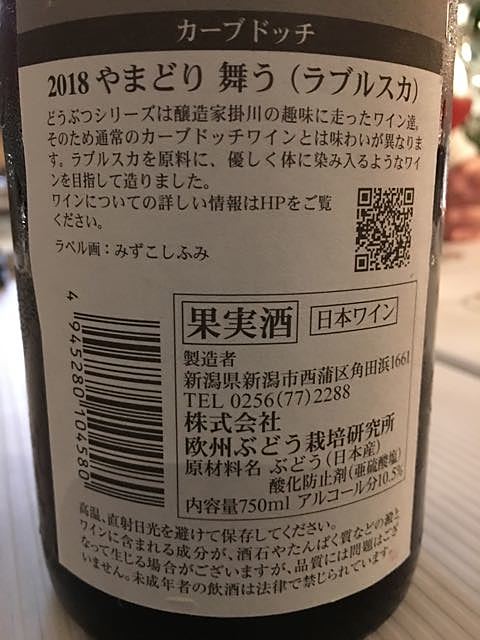 カーブドッチ
2018 やまどり 舞う（ラブルスカ）
どうぶつシリーズは醸造家掛川の趣味に走ったワイン達。
そのため通常のカーブドッチワインとは味わいが異なりま
す。ラブルスカを原料に、優しく体に染み入るようなワイ
ンを目指して造りました。
ワインについての詳しい情報はHPをご覧
ください。
ラベル画：みずこしふみ
4 945280 104580
果実酒 日本ワイン
製造者
新潟県新潟市西蒲区角田浜1661
TEL 0256(77)2288
株式会社
欧州ぶどう栽培研究所
原材料名 ぶどう（日本産）
酸化防止剤（亜硫酸塩）
内容量750ml アルコール分10.5%
高温、直射日光を避けて保存してください。
ワインに含まれる成分が、酒石やたんぱく質などの澱と
なって生じる場合がございますが、品質には問題はござ
いません。未成年者の飲酒は法律で禁じられています。